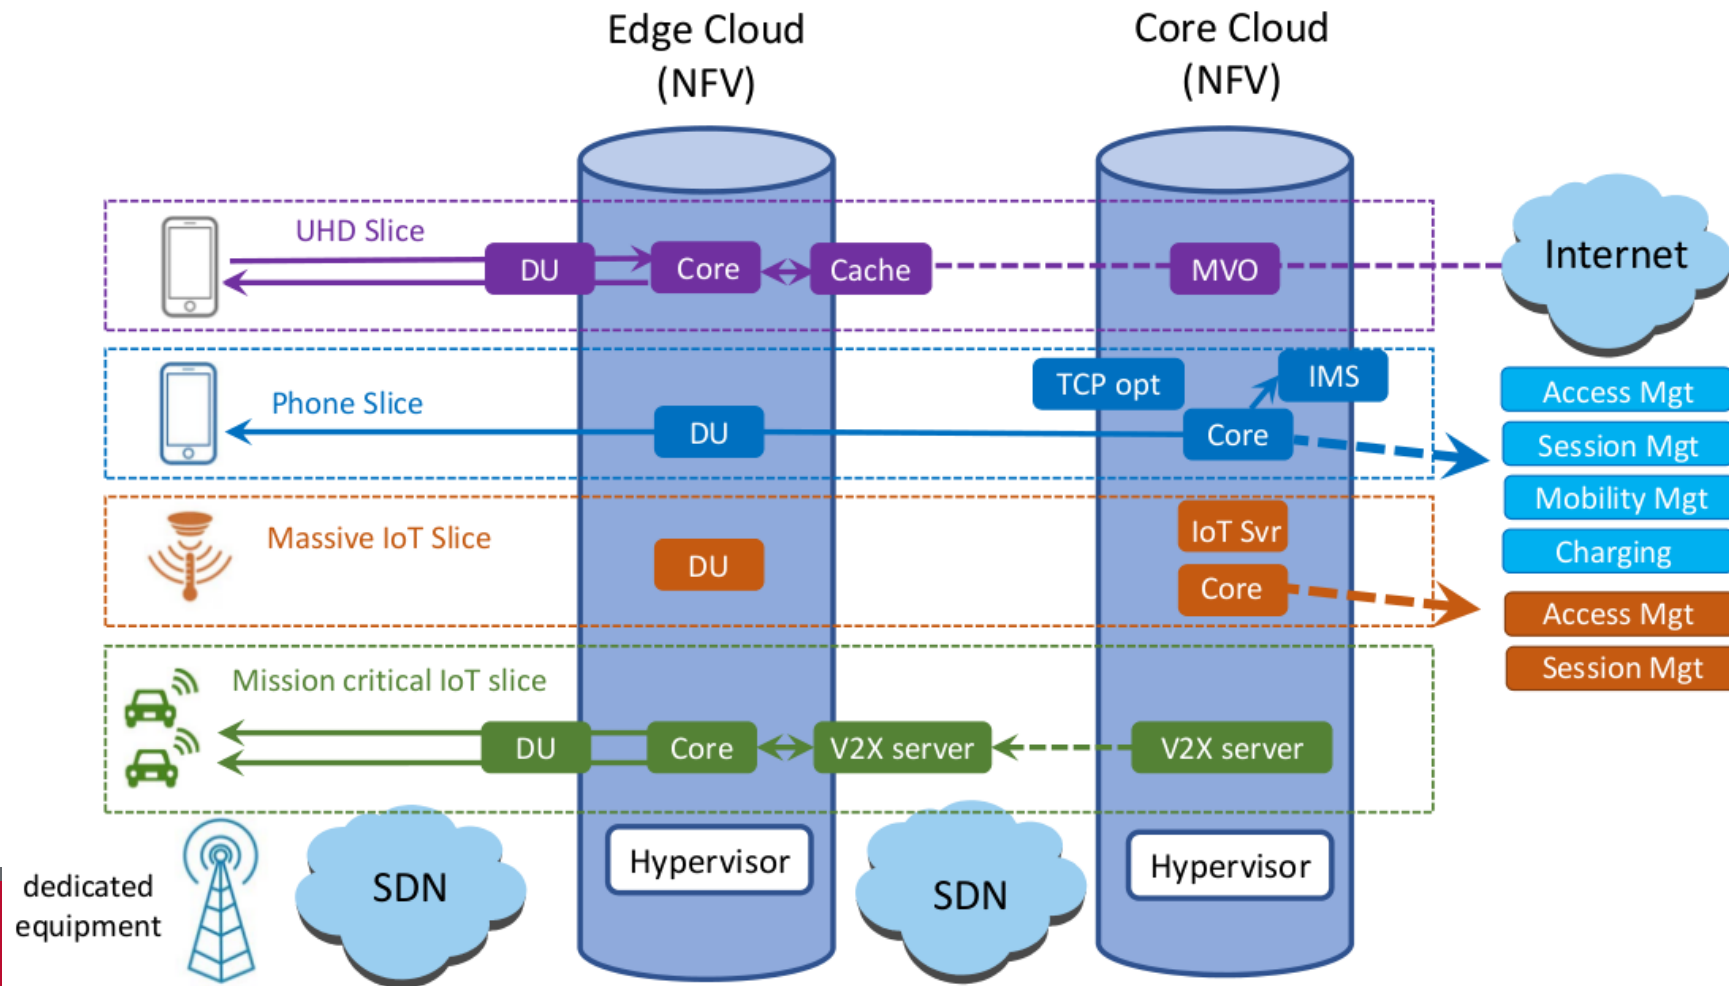 Edge Cloud
(NFV)
Core Cloud
(NFV)
UHD Slice
DU
Core
Cache
MVO
Internet
Phone Slice
DU
TCP opt
IMS
Core
Access Mgt
Session Mgt
Mobility Mgt
Charging
Massive IoT Slice
DU
IoT Svr
Core
Access Mgt
Session Mgt
Mission critical IoT slice
DU
Core
V2X server
V2X server
dedicated
equipment
SDN
Hypervisor
SDN
Hypervisor